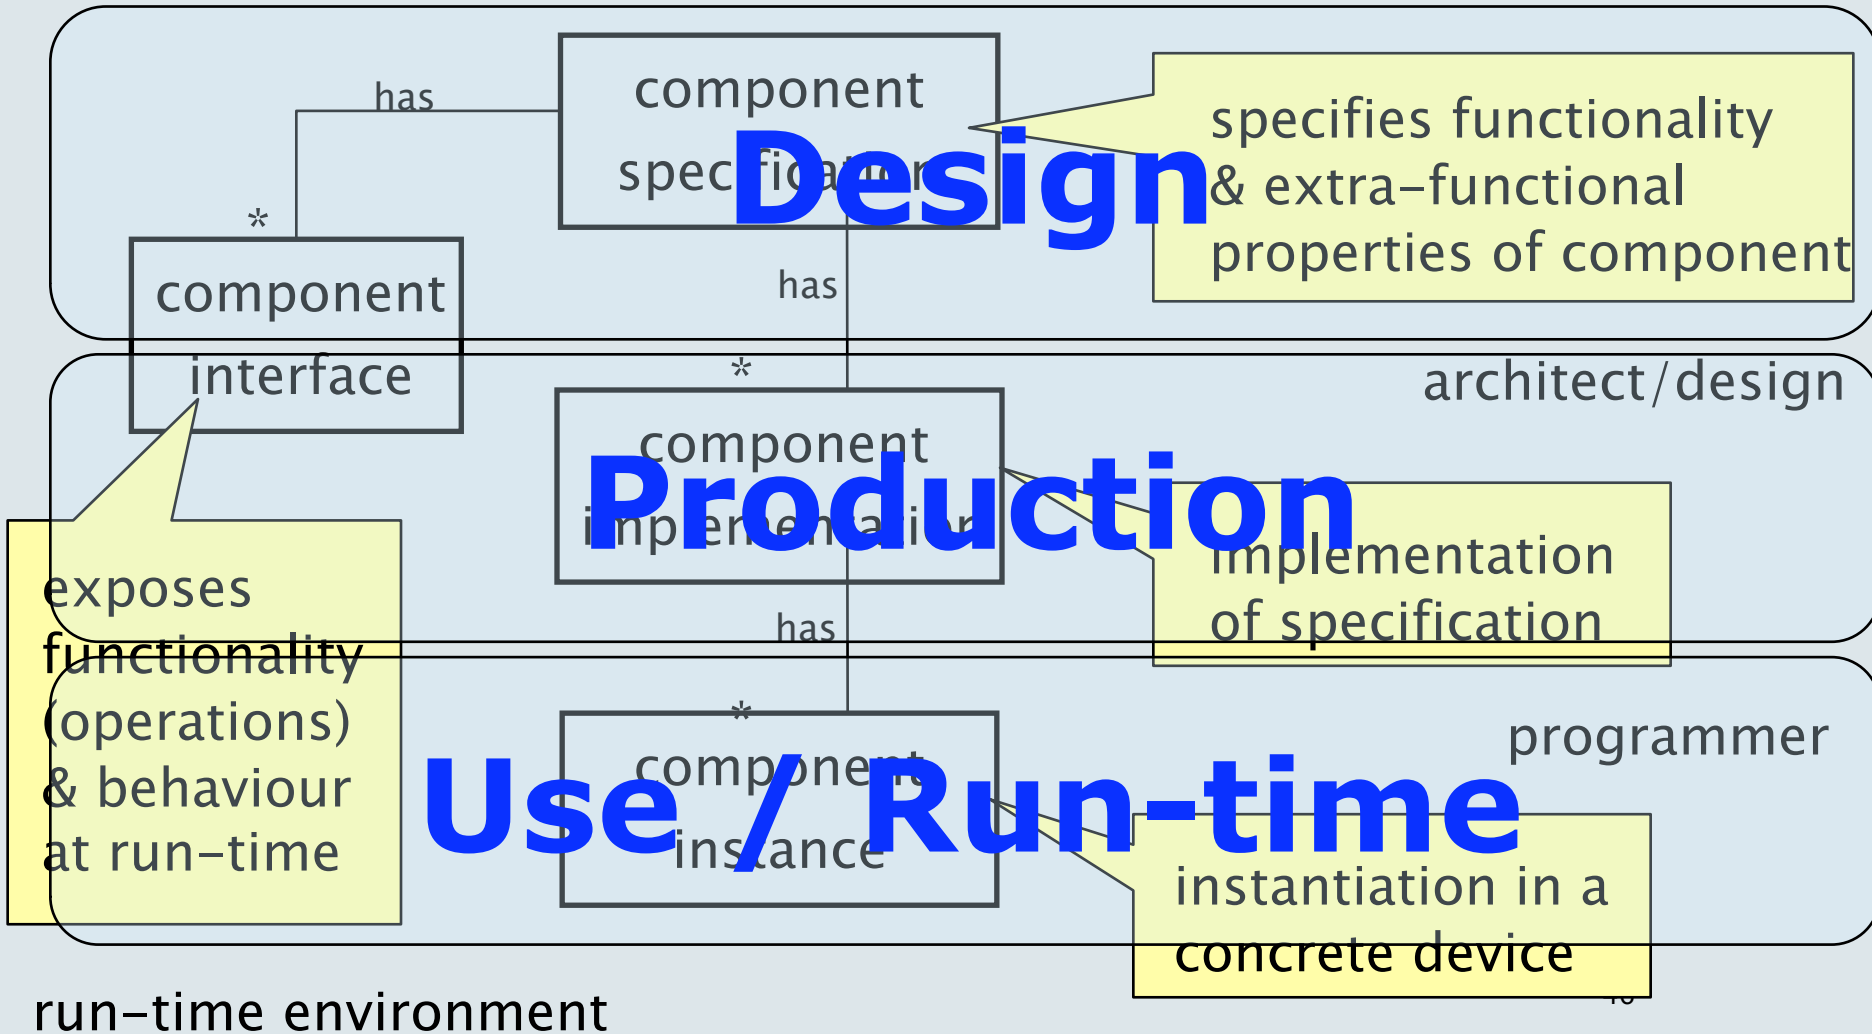 has
component
specification
Design
specifies functionality
& extra-functional
properties of component
*
component
interface
has
*
architect/design
component
implementation
Production
implementation
of specification
exposes
functionality
(operations)
& behaviour
at run-time
has
*
programmer
component
instance
Use / Run-time
instantiation in a
concrete device
run-time environment